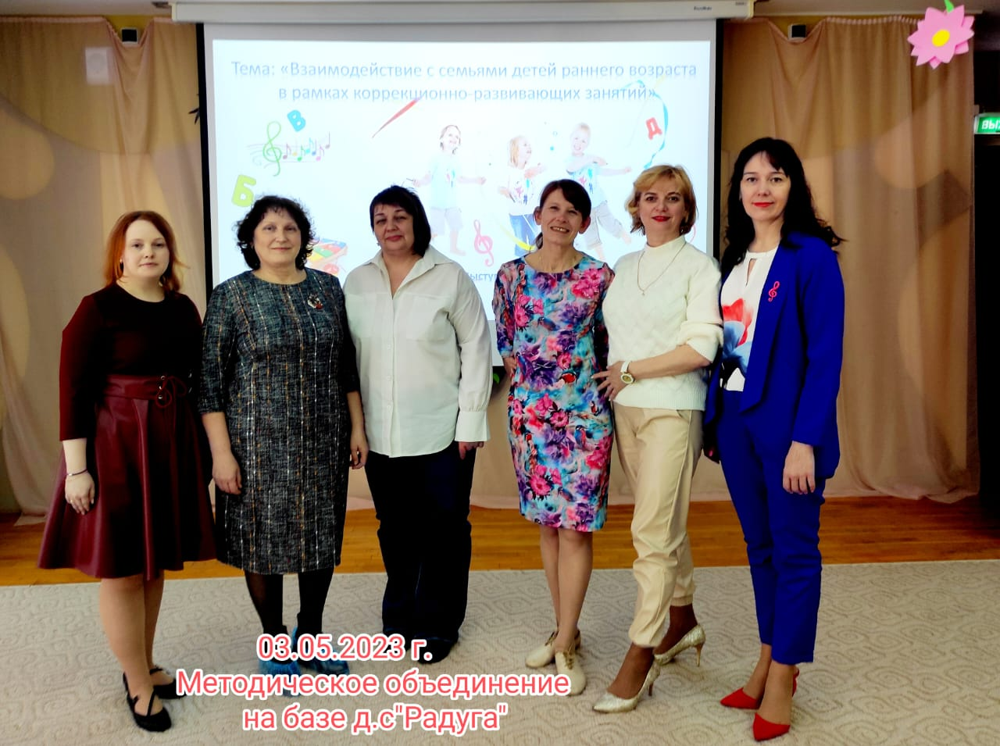 Тема: «Взаимодействие с семьями детей раннего возраста
в рамках коррекционно-развивающих занятий»
В
Д
Б
03.05.2023 г.
Методическое объединение
на базе д.с"Радуга"